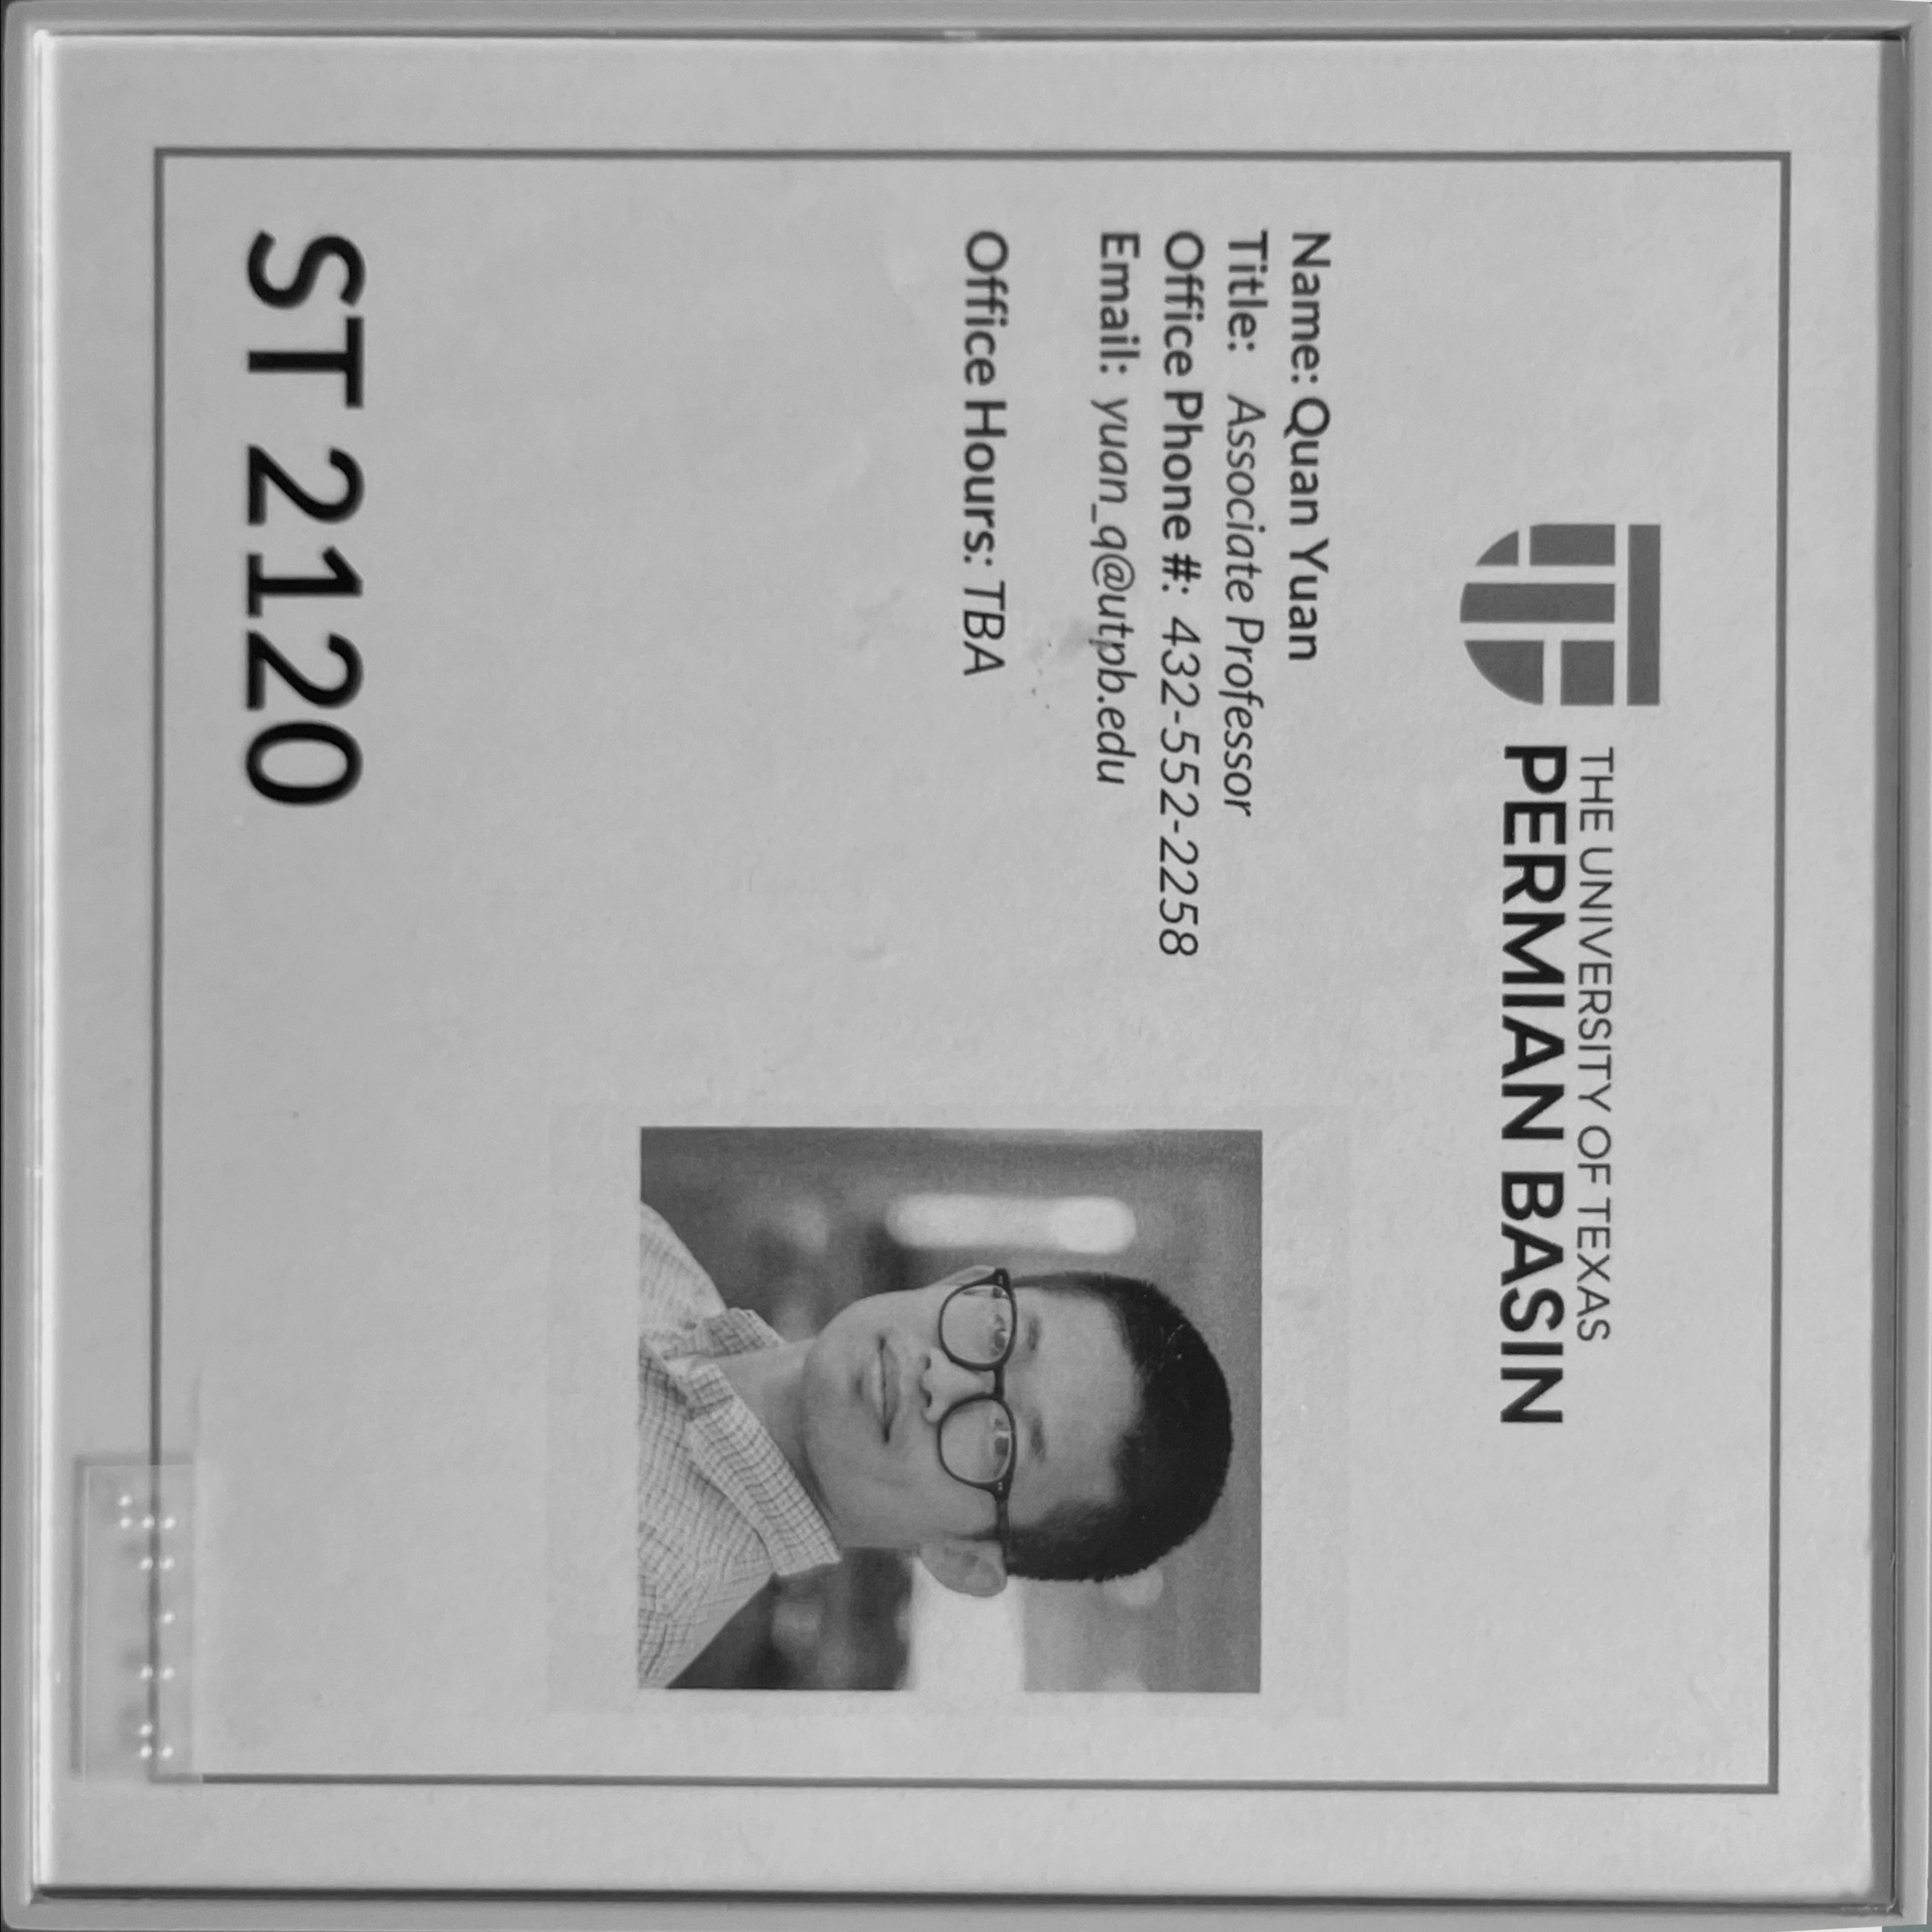 THE UNIVERSITY OF TEXAS
PERMIAN BASIN
Name: Quan Yuan
Title: Associate Professor
Office Phone #: 432-552-2258
Email: yuan_q@utpb.edu
Office Hours: TBA
ST 2120
⠼⠃⠁⠃⠚